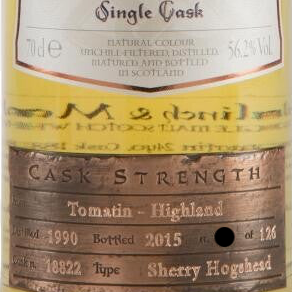 Single Cask
70cl e
NATURAL COLOUR
UNCHILL-FILTERED, DISTILLED,
MATURED AND BOTTLED
IN SCOTLAND
56.2% Vol
CASK STRENGTH
Tomatin - Highland
1990 Bottled 2015 n. of 126
18822 Type Sherry Hogshead